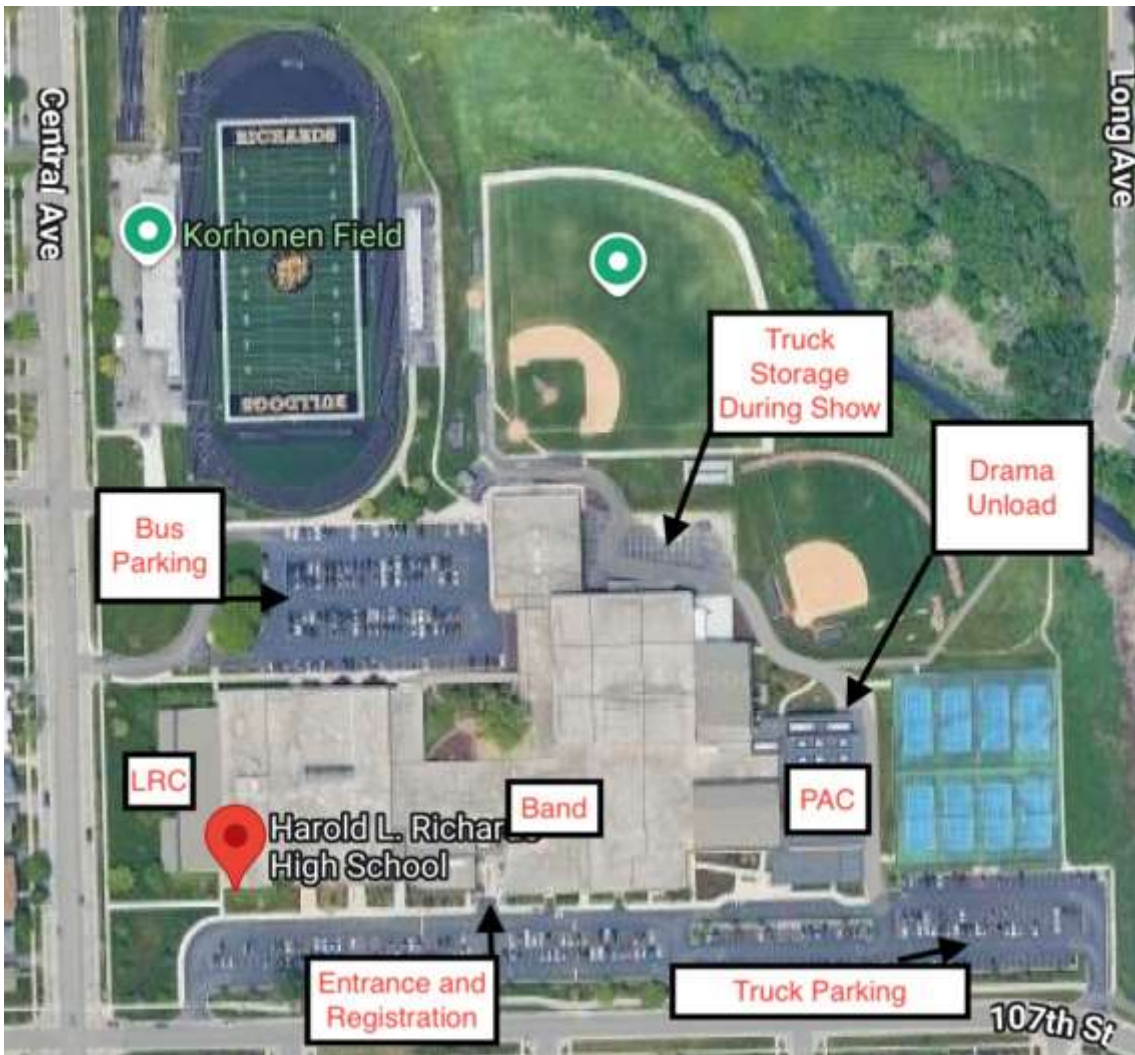 Central Ave
Long Ave
RICHARDS
Korhonen Field
BULLDOGS
Truck
Storage
During Show
Drama
Unload
Bus
Parking
LRC
Band
PAC
Harold L. Richards
High School
Entrance and
Registration
Truck Parking
107th St